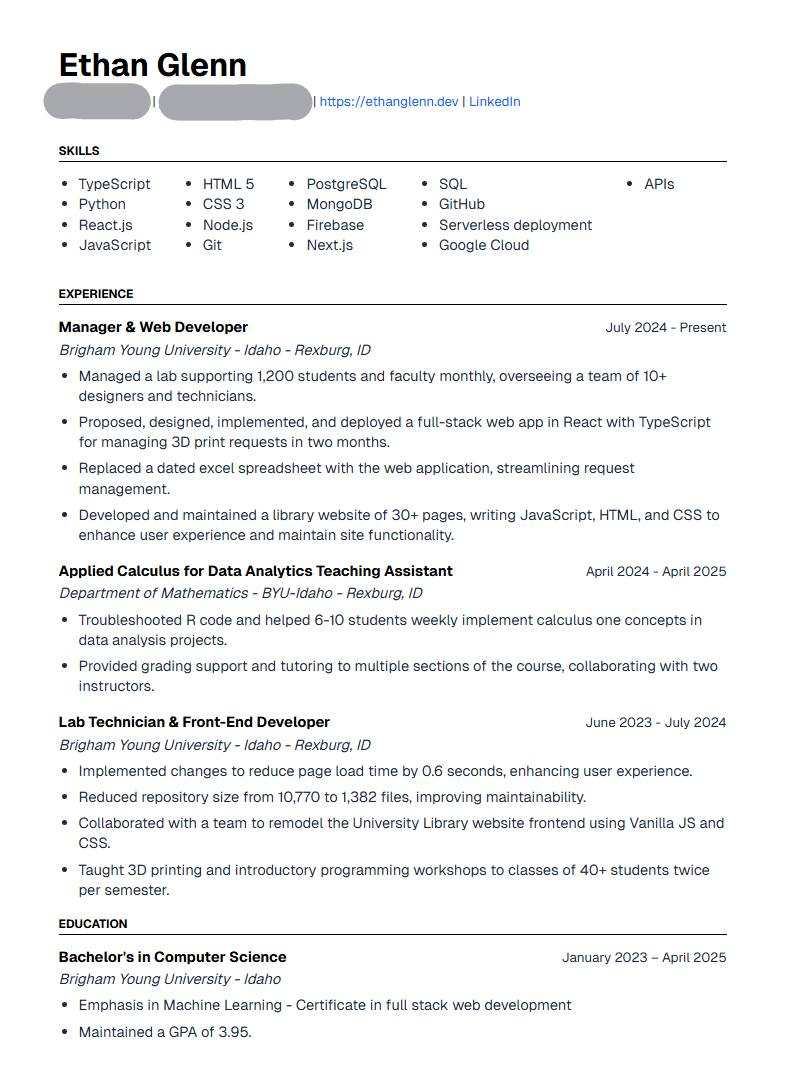 Ethan Glenn
| | https://ethanglenn.dev | LinkedIn
SKILLS
• TypeScript
• Python
• React.js
• JavaScript
• HTML 5
• CSS 3
• Node.js
• Git
• PostgreSQL
• MongoDB
• Firebase
• Next.js
• SQL
• GitHub
• Serverless deployment
• Google Cloud
• APIs
EXPERIENCE
Manager & Web Developer July 2024 - Present
Brigham Young University - Idaho - Rexburg, ID
• Managed a lab supporting 1,200 students and faculty monthly, overseeing a team of 10+
designers and technicians.
• Proposed, designed, implemented, and deployed a full-stack web app in React with TypeScript
for managing 3D print requests in two months.
• Replaced a dated excel spreadsheet with the web application, streamlining request
management.
• Developed and maintained a library website of 30+ pages, writing JavaScript, HTML, and CSS to
enhance user experience and maintain site functionality.
Applied Calculus for Data Analytics Teaching Assistant April 2024 - April 2025
Department of Mathematics - BYU-Idaho - Rexburg, ID
• Troubleshooted R code and helped 6-10 students weekly implement calculus one concepts in
data analysis projects.
• Provided grading support and tutoring to multiple sections of the course, collaborating with two
instructors.
Lab Technician & Front-End Developer June 2023 - July 2024
Brigham Young University - Idaho - Rexburg, ID
• Implemented changes to reduce page load time by 0.6 seconds, enhancing user experience.
• Reduced repository size from 10,770 to 1,382 files, improving maintainability.
• Collaborated with a team to remodel the University Library website frontend using Vanilla JS and
CSS.
• Taught 3D printing and introductory programming workshops to classes of 40+ students twice
per semester.
EDUCATION
Bachelor's in Computer Science January 2023 – April 2025
Brigham Young University - Idaho
• Emphasis in Machine Learning - Certificate in full stack web development
• Maintained a GPA of 3.95.